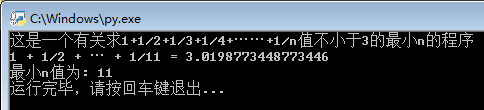 C:\Windows\py.exe
这是一个有关求1+1/2+1/3+1/4+……+1/n值不小于3的最小n的程序
1 + 1/2 + … + 1/11 = 3.0198773448773446
最小n值为：11
运行完毕，请按回车键退出...